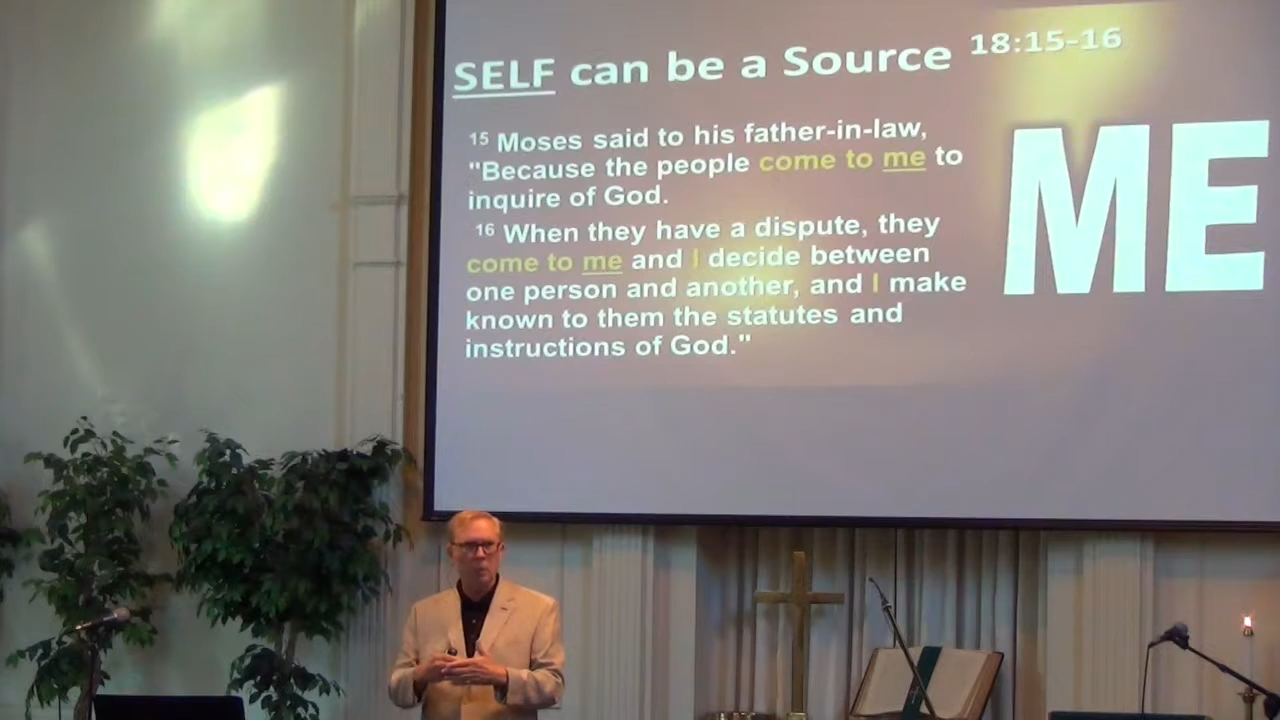 SELF can be a Source 18:15-16
15 Moses said to his father-in-law,
"Because the people come to me to
inquire of God.
16 When they have a dispute, they
come to me and I decide between
one person and another, and I make
known to them the statutes and
instructions of God."
ME